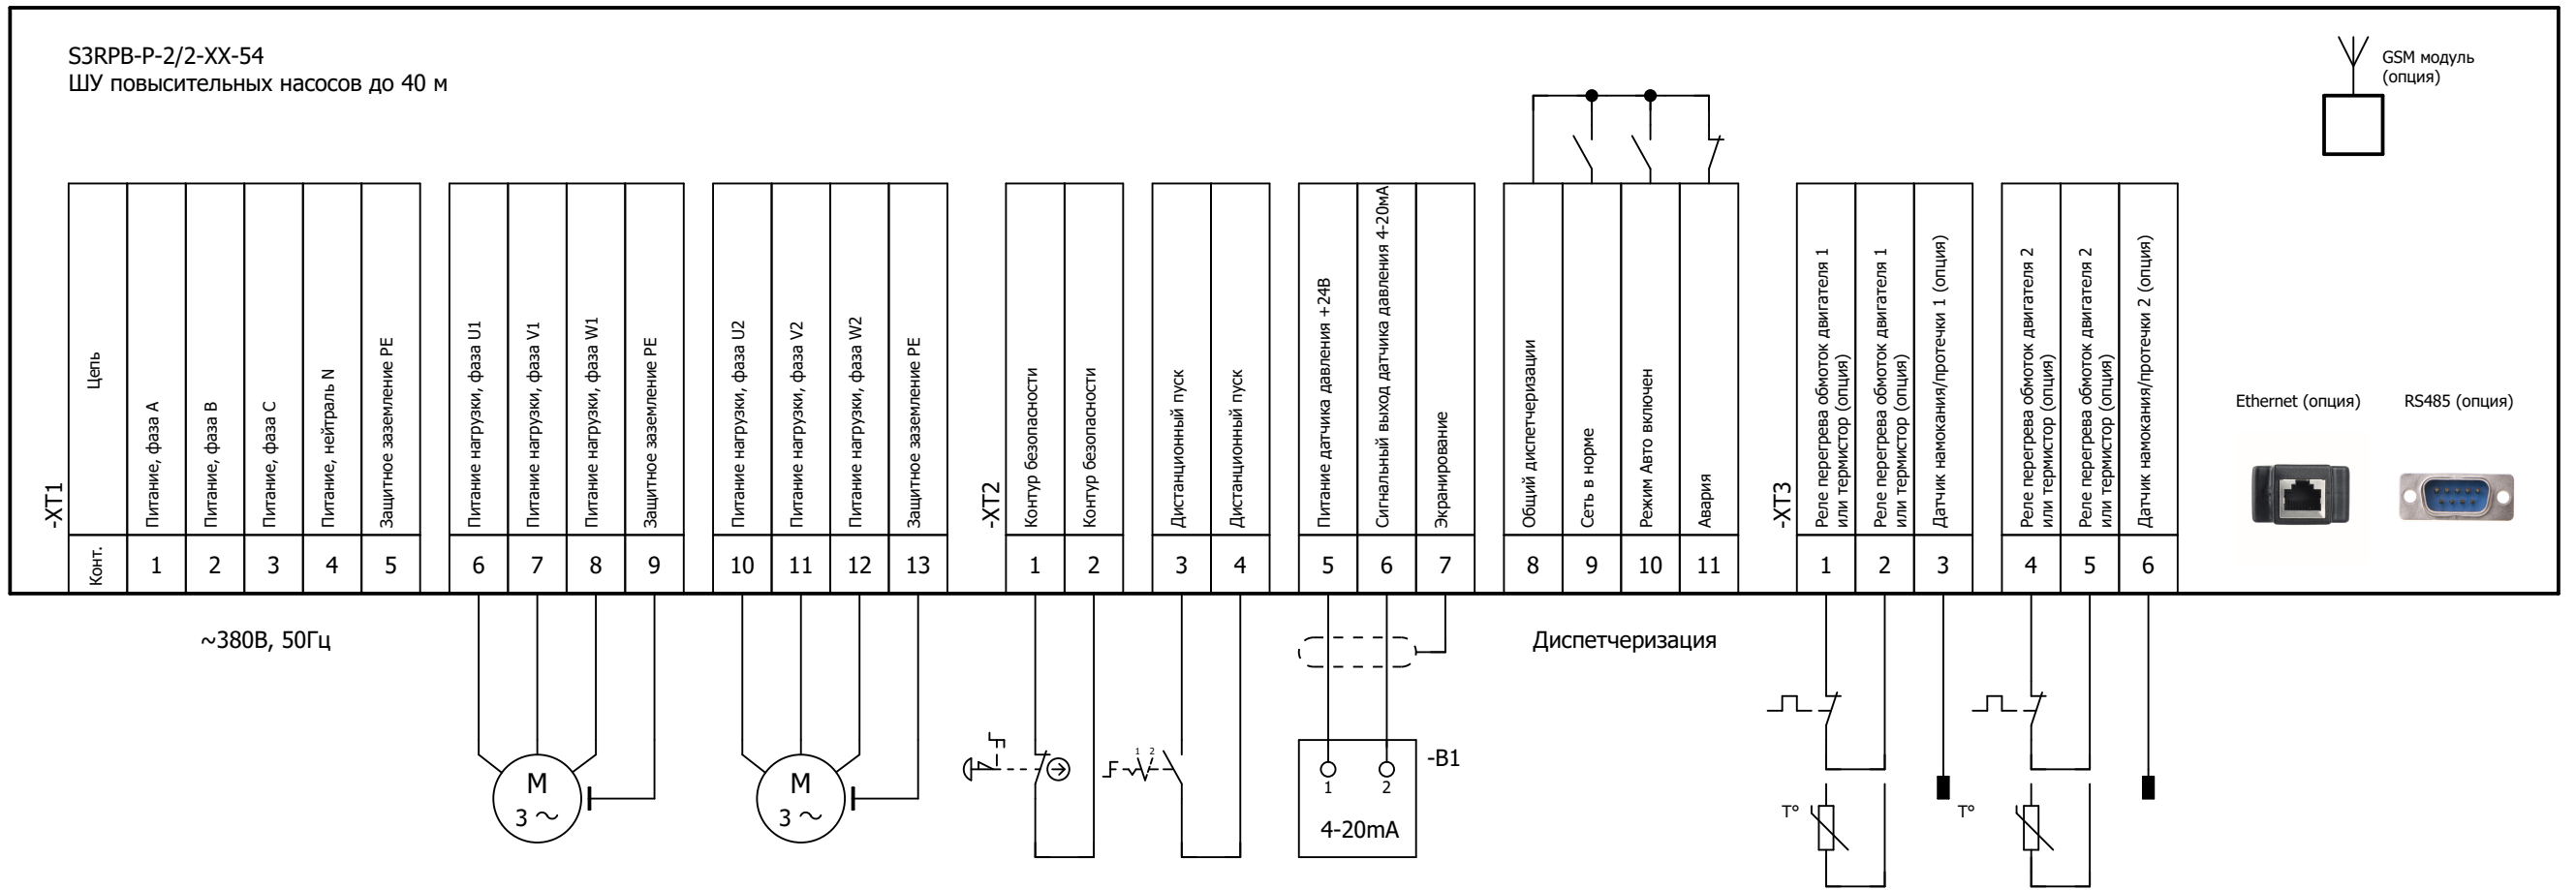 S3RPB-P-2/2-XX-54
ШУ повысительных насосов до 40 м
GSM модуль
(опция)
-XT1
Цепь
Питание, фаза A
Питание, фаза B
Питание, фаза C
Питание, нейтраль N
Защитное заземление PE
Питание нагрузки, фаза U1
Питание нагрузки, фаза V1
Питание нагрузки, фаза W1
Защитное заземление PE
Питание нагрузки, фаза U2
Питание нагрузки, фаза V2
Питание нагрузки, фаза W2
Защитное заземление PE
-XT2
Контур безопасности
Контур безопасности
Дистанционный пуск
Дистанционный пуск
Питание датчика давления +24В
Сигнальный выход датчика давления 4-20мА
Экранирование
Общий диспетчеризации
Сеть в норме
Режим Авто включен
Авария
-XT3
Реле перегрева обмоток двигателя 1
или термистор (опция)
Реле перегрева обмоток двигателя 1
или термистор (опция)
Датчик намокания/протечки 1 (опция)
Реле перегрева обмоток двигателя 2
или термистор (опция)
Реле перегрева обмоток двигателя 2
или термистор (опция)
Датчик намокания/протечки 2 (опция)
Ethernet (опция)
RS485 (опция)
Конт.
1 2 3 4 5 6 7 8 9 10 11 12 13
1 2 3 4 5 6 7 8 9 10 11
1 2 3 4 5 6
~380В, 50Гц
Диспетчеризация
M
3 ~
M
3 ~
1 2
1 2
-B1
4-20mA
T°
T°